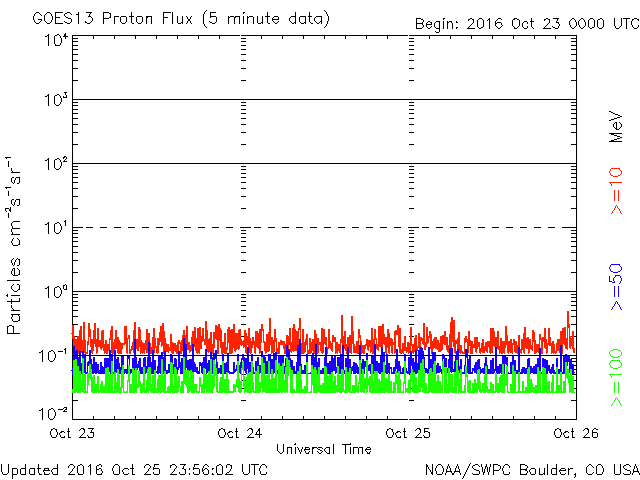 GOES13 Proton Flux (5 minute data)
Begin: 2016 Oct 23 0000 UTC
Particles cm⁻²s⁻¹sr⁻¹
10⁴
10³
10²
10¹
10⁰
10⁻¹
10⁻²
Oct 23
Oct 24
Oct 25
Oct 26
Universal Time
>=10
>=50
>=100
MeV
Updated 2016 Oct 25 23:56:02 UTC
NOAA/SWPC Boulder, CO USA